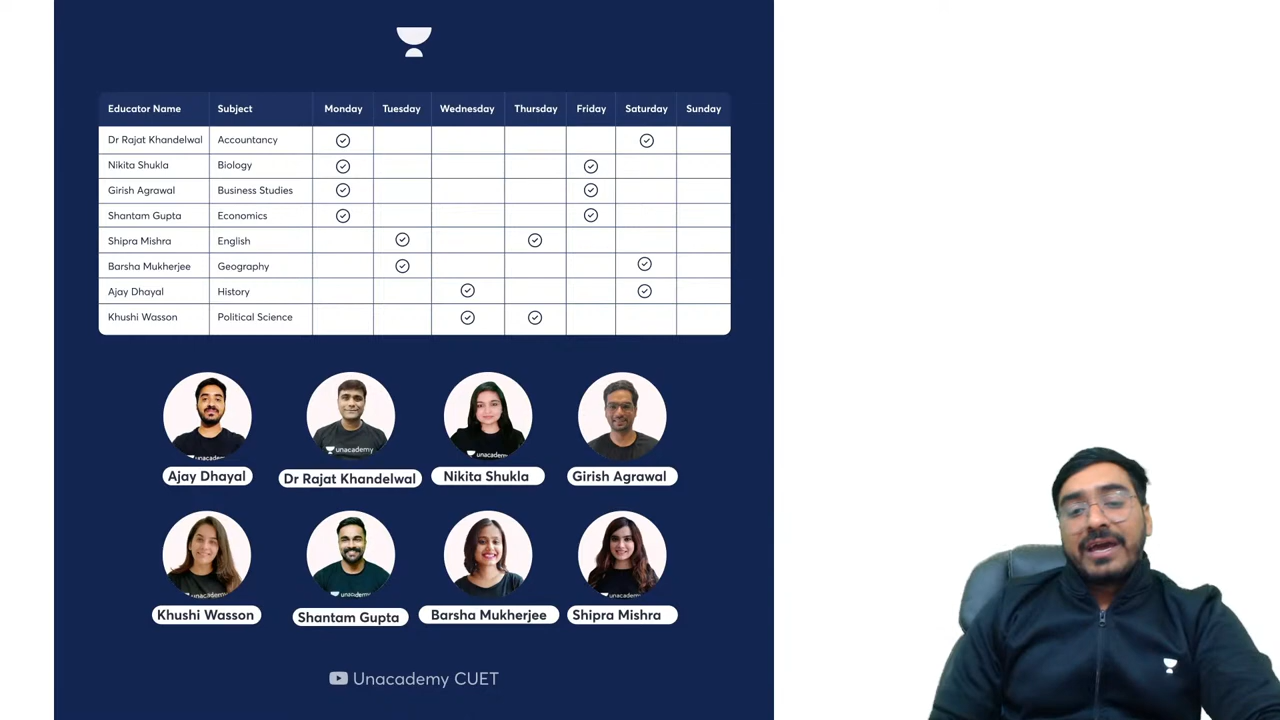 Educator Name Subject Monday Tuesday Wednesday Thursday Friday Saturday Sunday
Dr Rajat Khandelwal Accountancy
Nikita Shukla Biology
Girish Agrawal Business Studies
Shantam Gupta Economics
Shipra Mishra English
Barsha Mukherjee Geography
Ajay Dhayal History
Khushi Wasson Political Science
unacademy
Ajay Dhayal Dr Rajat Khandelwal Nikita Shukla Girish Agrawal
Khushi Wasson Shantam Gupta Barsha Mukherjee Shipra Mishra
Unacademy CUET